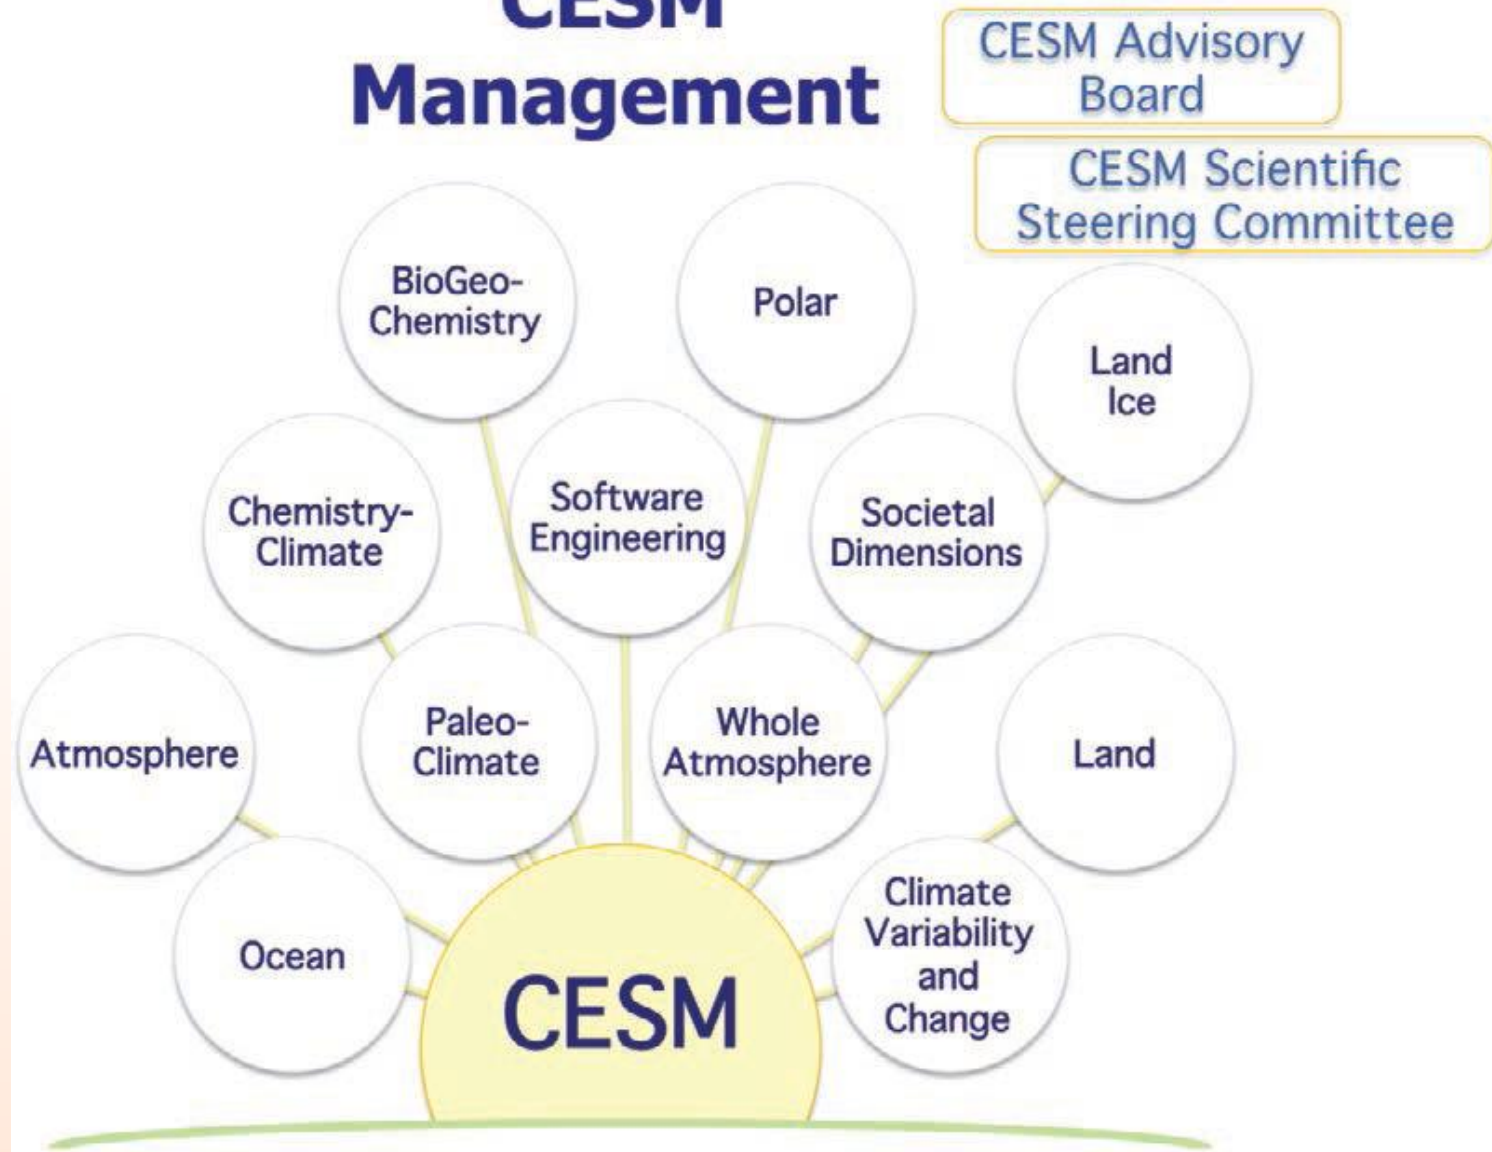 CESM
Management
CESM Advisory
Board
CESM Scientific
Steering Committee
BioGeo-
Chemistry
Polar
Land
Ice
Chemistry-
Climate
Software
Engineering
Societal
Dimensions
Atmosphere
Paleo-
Climate
Whole
Atmosphere
Land
Ocean
CESM
Climate
Variability
and
Change